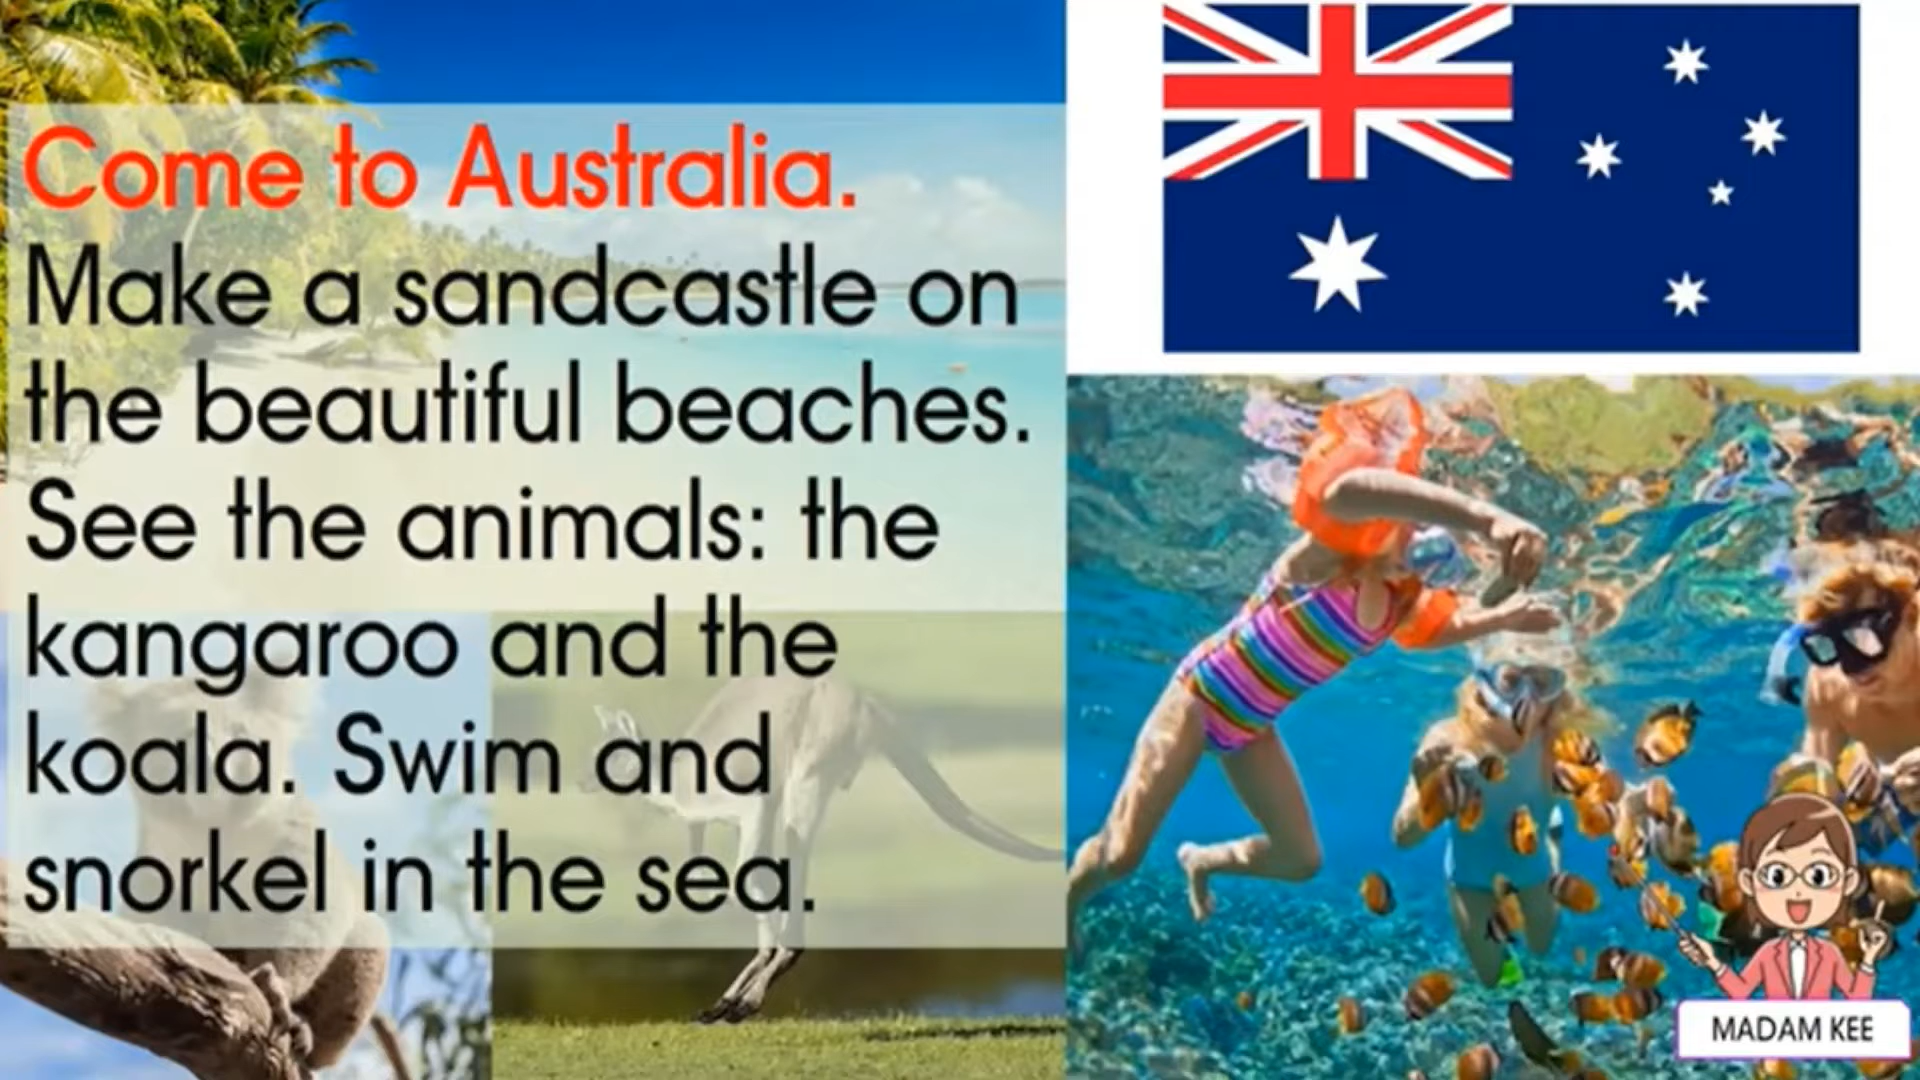 Come to Australia.
Make a sandcastle on
the beautiful beaches.
See the animals: the
kangaroo and the
koala. Swim and
snorkel in the sea.
MADAM KEE